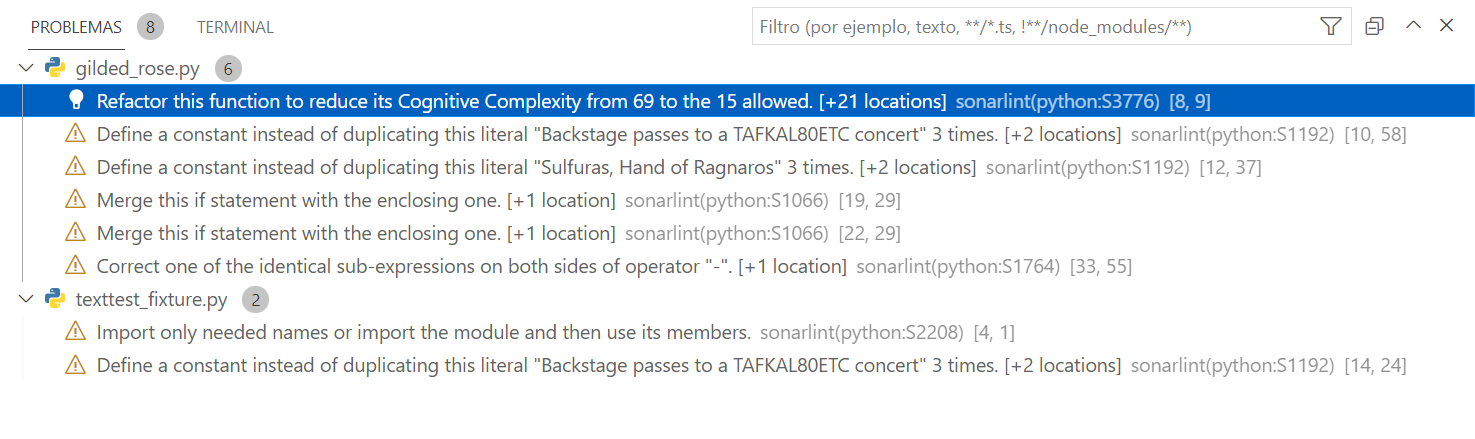 PROBLEMAS 8 TERMINAL Filtro (por ejemplo, texto, **/*.ts, !**/node_modules/**)
gilded_rose.py 6
Refactor this function to reduce its Cognitive Complexity from 69 to the 15 allowed. [+21 locations] sonarlint(python:S3776) [8, 9]
Define a constant instead of duplicating this literal "Backstage passes to a TAFKAL80ETC concert" 3 times. [+2 locations] sonarlint(python:S1192) [10, 58]
Define a constant instead of duplicating this literal "Sulfuras, Hand of Ragnaros" 3 times. [+2 locations] sonarlint(python:S1192) [12, 37]
Merge this if statement with the enclosing one. [+1 location] sonarlint(python:S1066) [19, 29]
Merge this if statement with the enclosing one. [+1 location] sonarlint(python:S1066) [22, 29]
Correct one of the identical sub-expressions on both sides of operator "-". [+1 location] sonarlint(python:S1764) [33, 55]
texttest_fixture.py 2
Import only needed names or import the module and then use its members. sonarlint(python:S2208) [4, 1]
Define a constant instead of duplicating this literal "Backstage passes to a TAFKAL80ETC concert" 3 times. [+2 locations] sonarlint(python:S1192) [14, 24]